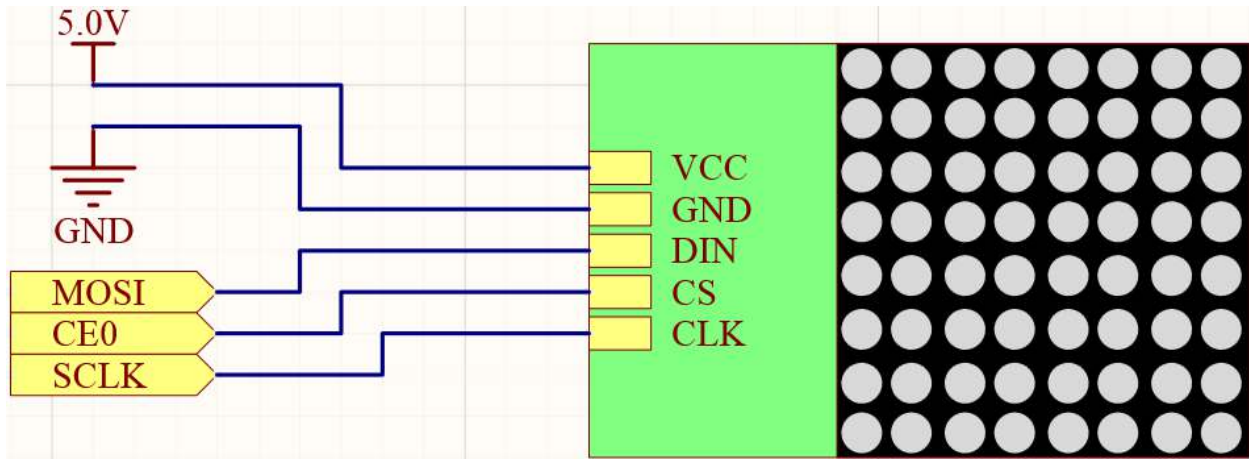 5.0V
GND
MOSI
CE0
SCLK
VCC
GND
DIN
CS
CLK